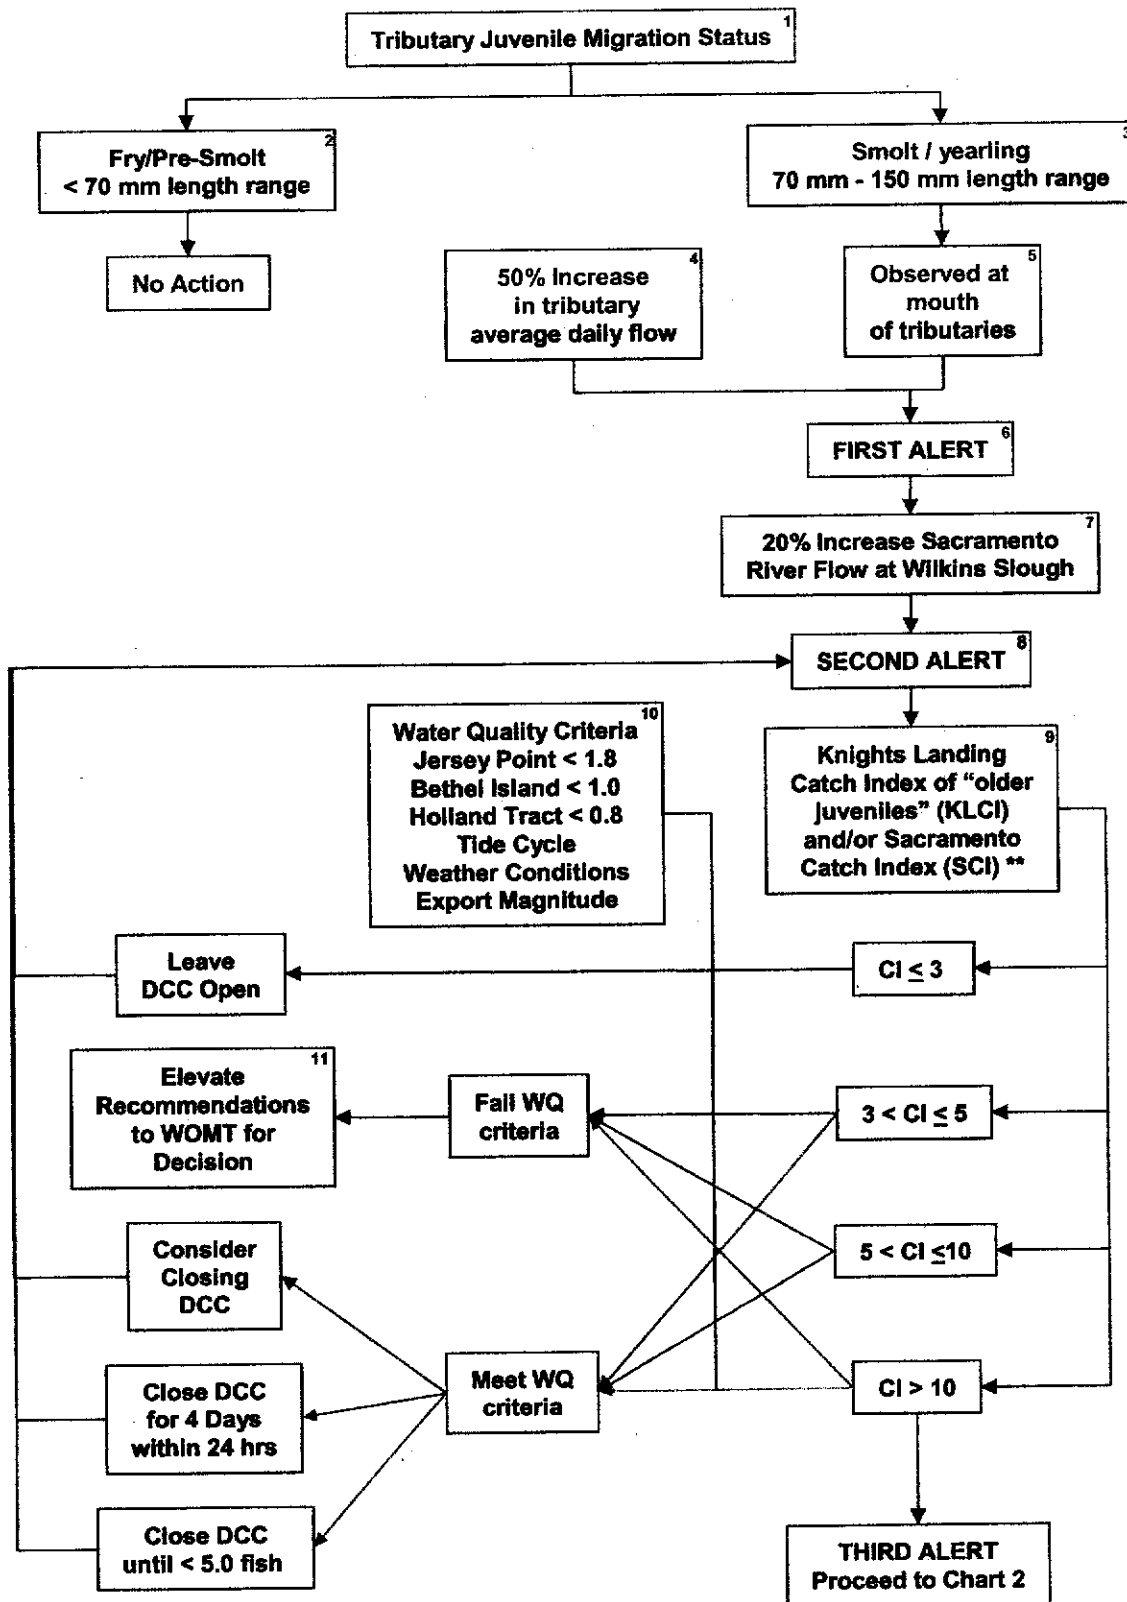 1
Tributary Juvenile Migration Status
2
Fry/Pre-Smolt
< 70 mm length range
3
Smolt / yearling
70 mm - 150 mm length range
No Action
4
50% Increase
in tributary
average daily flow
5
Observed at
mouth
of tributaries
6
FIRST ALERT
7
20% Increase Sacramento
River Flow at Wilkins Slough
8
SECOND ALERT
10
Water Quality Criteria
Jersey Point < 1.8
Bethel Island < 1.0
Holland Tract < 0.8
Tide Cycle
Weather Conditions
Export Magnitude
9
Knights Landing
Catch Index of “older
juveniles” (KLCI)
and/or Sacramento
Catch Index (SCI) **
Leave
DCC Open
CI ≤ 3
11
Elevate
Recommendations
to WOMT for
Decision
Fail WQ
criteria
3 < CI ≤ 5
Consider
Closing
DCC
5 < CI ≤10
Close DCC
for 4 Days
within 24 hrs
Meet WQ
criteria
CI > 10
Close DCC
until < 5.0 fish
THIRD ALERT
Proceed to Chart 2